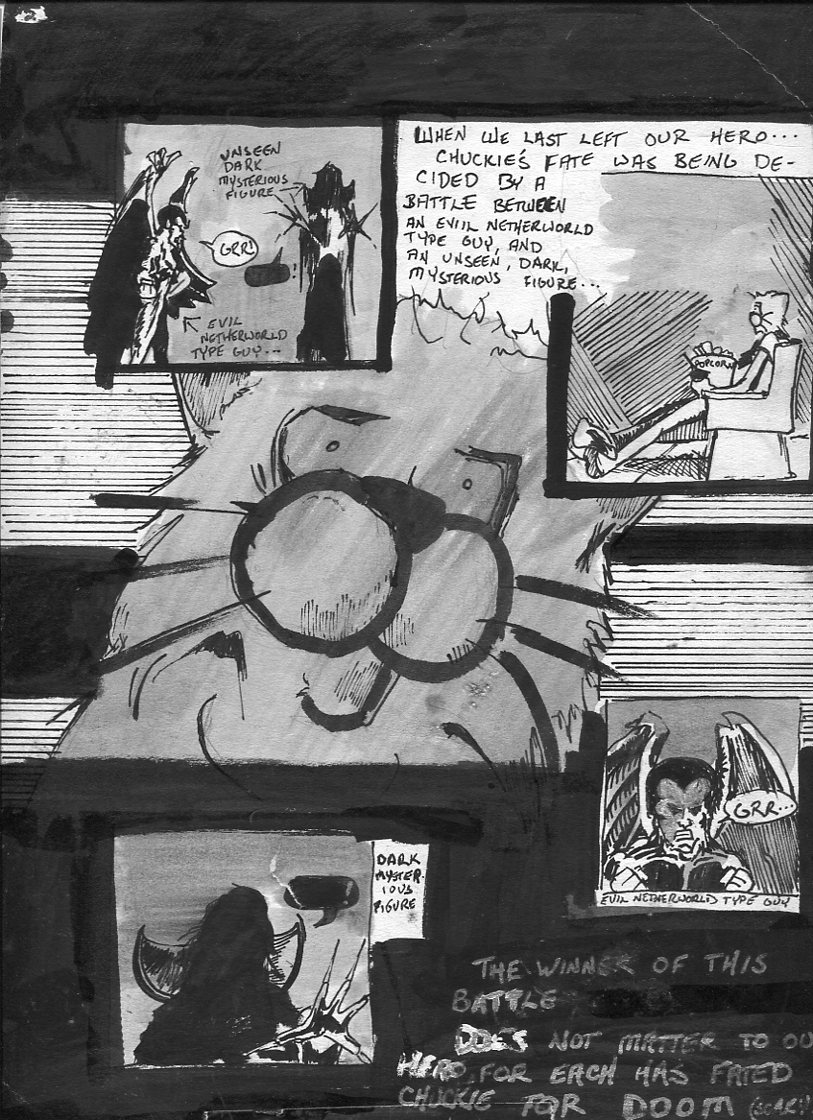 UNSEEN
DARK
MYSTERIOUS
FIGURE
GRR!
EVIL
NETHERWORLD
TYPE GUY...
WHEN WE LAST LEFT OUR HERO...
CHUCKIE'S FATE WAS BEING DE-
CIDED BY A
BATTLE BETWEEN
AN EVIL NETHERWORLD
TYPE GUY, AND
AN UNSEEN, DARK,
MYSTERIOUS FIGURE...
POPCORN
GRR...
EVIL NETHERWORLD TYPE GUY
DARK
MYSTER-
IOUS
FIGURE
THE WINNER OF THIS
BATTLE
DOES NOT MATTER TO OU
HERO, FOR EACH HAS FATED
CHUCKIE FOR DOOM